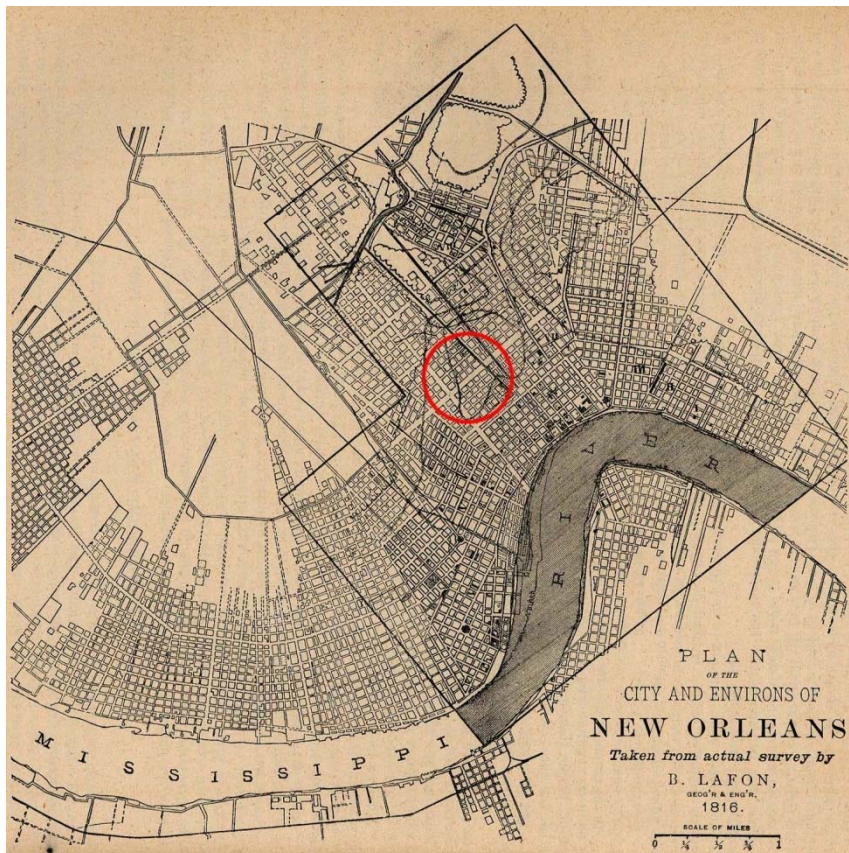 MISSISSIPPI
RIVER
PLAN
OF THE
CITY AND ENVIRONS OF
NEW ORLEANS
Taken from actual survey by
B. LAFON,
GEOG'R & ENG'R.
1816.
SCALE OF MILES
0 ¼ ½ ¾ 1